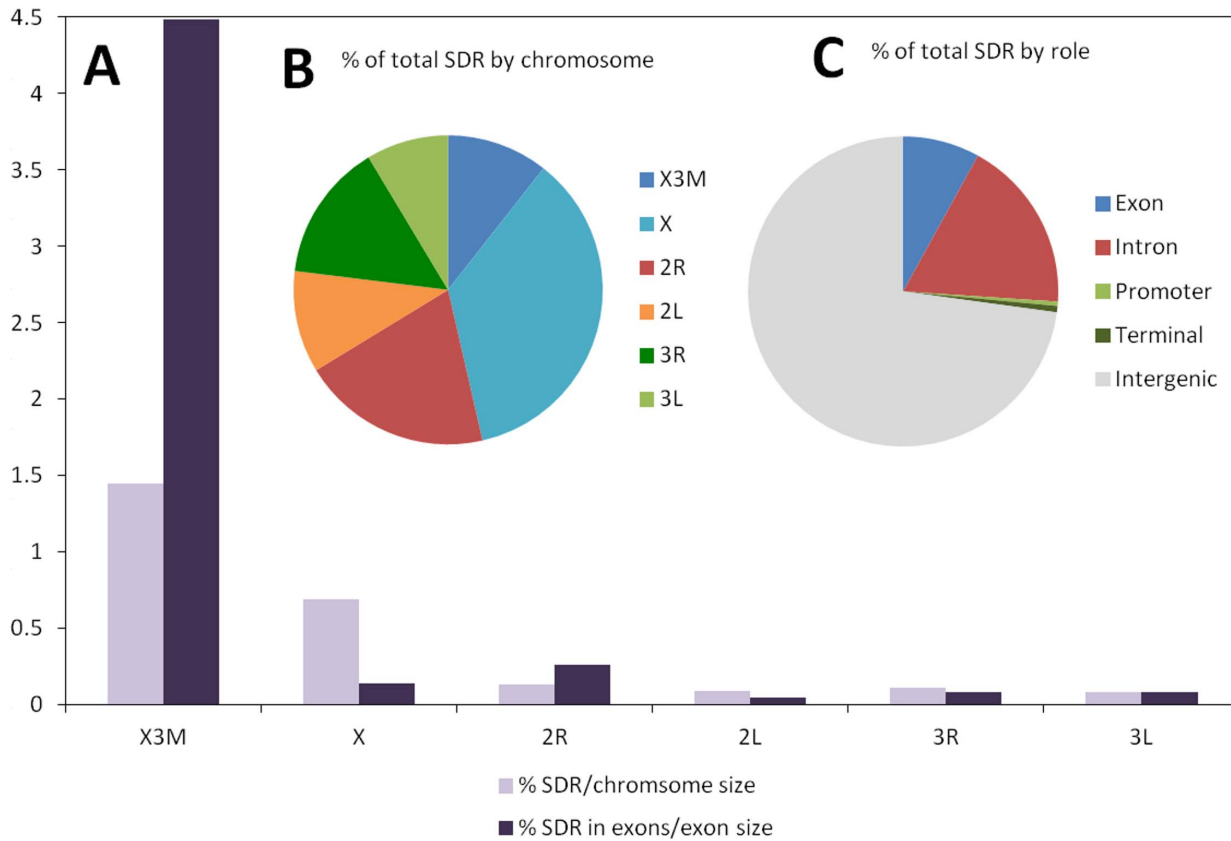 A
B
% of total SDR by chromosome
C
% of total SDR by role
4.5
4
3.5
3
2.5
2
1.5
1
0.5
0
X3M
X
2R
2L
3R
3L
Exon
Intron
Promoter
Terminal
Intergenic
X3M
X
2R
2L
3R
3L
% SDR/chromsome size
% SDR in exons/exon size